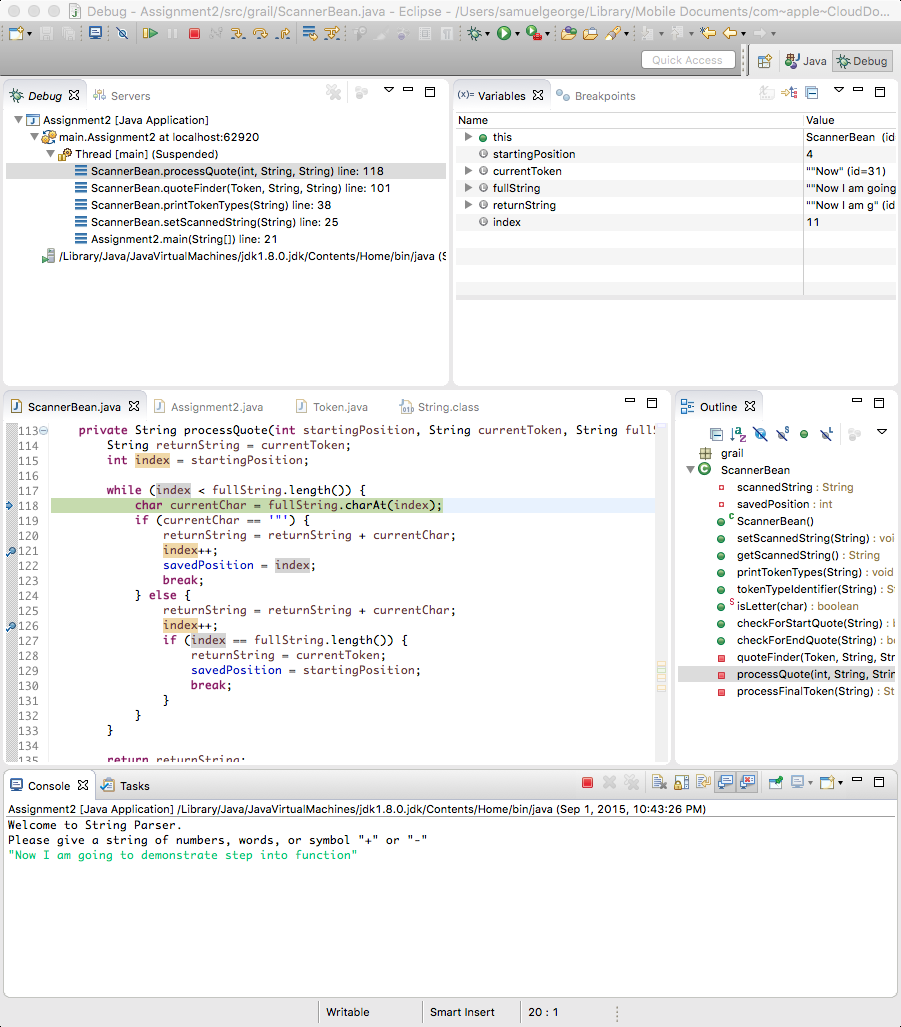 Debug - Assignment2/src/grail/ScannerBean.java - Eclipse - /Users/samuelgeorge/Library/Mobile Documents/com~apple~CloudDo...
Quick Access
Java
Debug
Debug
Servers
Assignment2 [Java Application]
main.Assignment2 at localhost:62920
Thread [main] (Suspended)
ScannerBean.processQuote(int, String, String) line: 118
ScannerBean.quoteFinder(Token, String, String) line: 101
ScannerBean.printTokenTypes(String) line: 38
ScannerBean.setScannedString(String) line: 25
Assignment2.main(String[]) line: 21
/Library/Java/JavaVirtualMachines/jdk1.8.0.jdk/Contents/Home/bin/java (S
(x)= Variables
Breakpoints
Name Value
this ScannerBean (id
startingPosition 4
currentToken ""Now" (id=31)
fullString ""Now I am going
returnString ""Now I am g" (id
index 11
ScannerBean.java
Assignment2.java
Token.java
String.class
113 private String processQuote(int startingPosition, String currentToken, String fullS
114 String returnString = currentToken;
115 int index = startingPosition;
116
117 while (index < fullString.length()) {
118 char currentChar = fullString.charAt(index);
119 if (currentChar == '"') {
120 returnString = returnString + currentChar;
121 index++;
122 savedPosition = index;
123 break;
124 } else {
125 returnString = returnString + currentChar;
126 index++;
127 if (index == fullString.length()) {
128 returnString = currentToken;
129 savedPosition = startingPosition;
130 break;
131 }
132 }
133 }
134
135 return returnString;
Outline
grail
ScannerBean
scannedString : String
savedPosition : int
ScannerBean()
setScannedString(String) : voi
getScannedString() : String
printTokenTypes(String) : void
tokenTypeIdentifier(String) : S
isLetter(char) : boolean
checkForStartQuote(String) : b
checkForEndQuote(String) : bo
quoteFinder(Token, String, Str
processQuote(int, String, Strin
processFinalToken(String) : St
Console
Tasks
Assignment2 [Java Application] /Library/Java/JavaVirtualMachines/jdk1.8.0.jdk/Contents/Home/bin/java (Sep 1, 2015, 10:43:26 PM)
Welcome to String Parser.
Please give a string of numbers, words, or symbol "+" or "-"
"Now I am going to demonstrate step into function"
Writable
Smart Insert
20 : 1